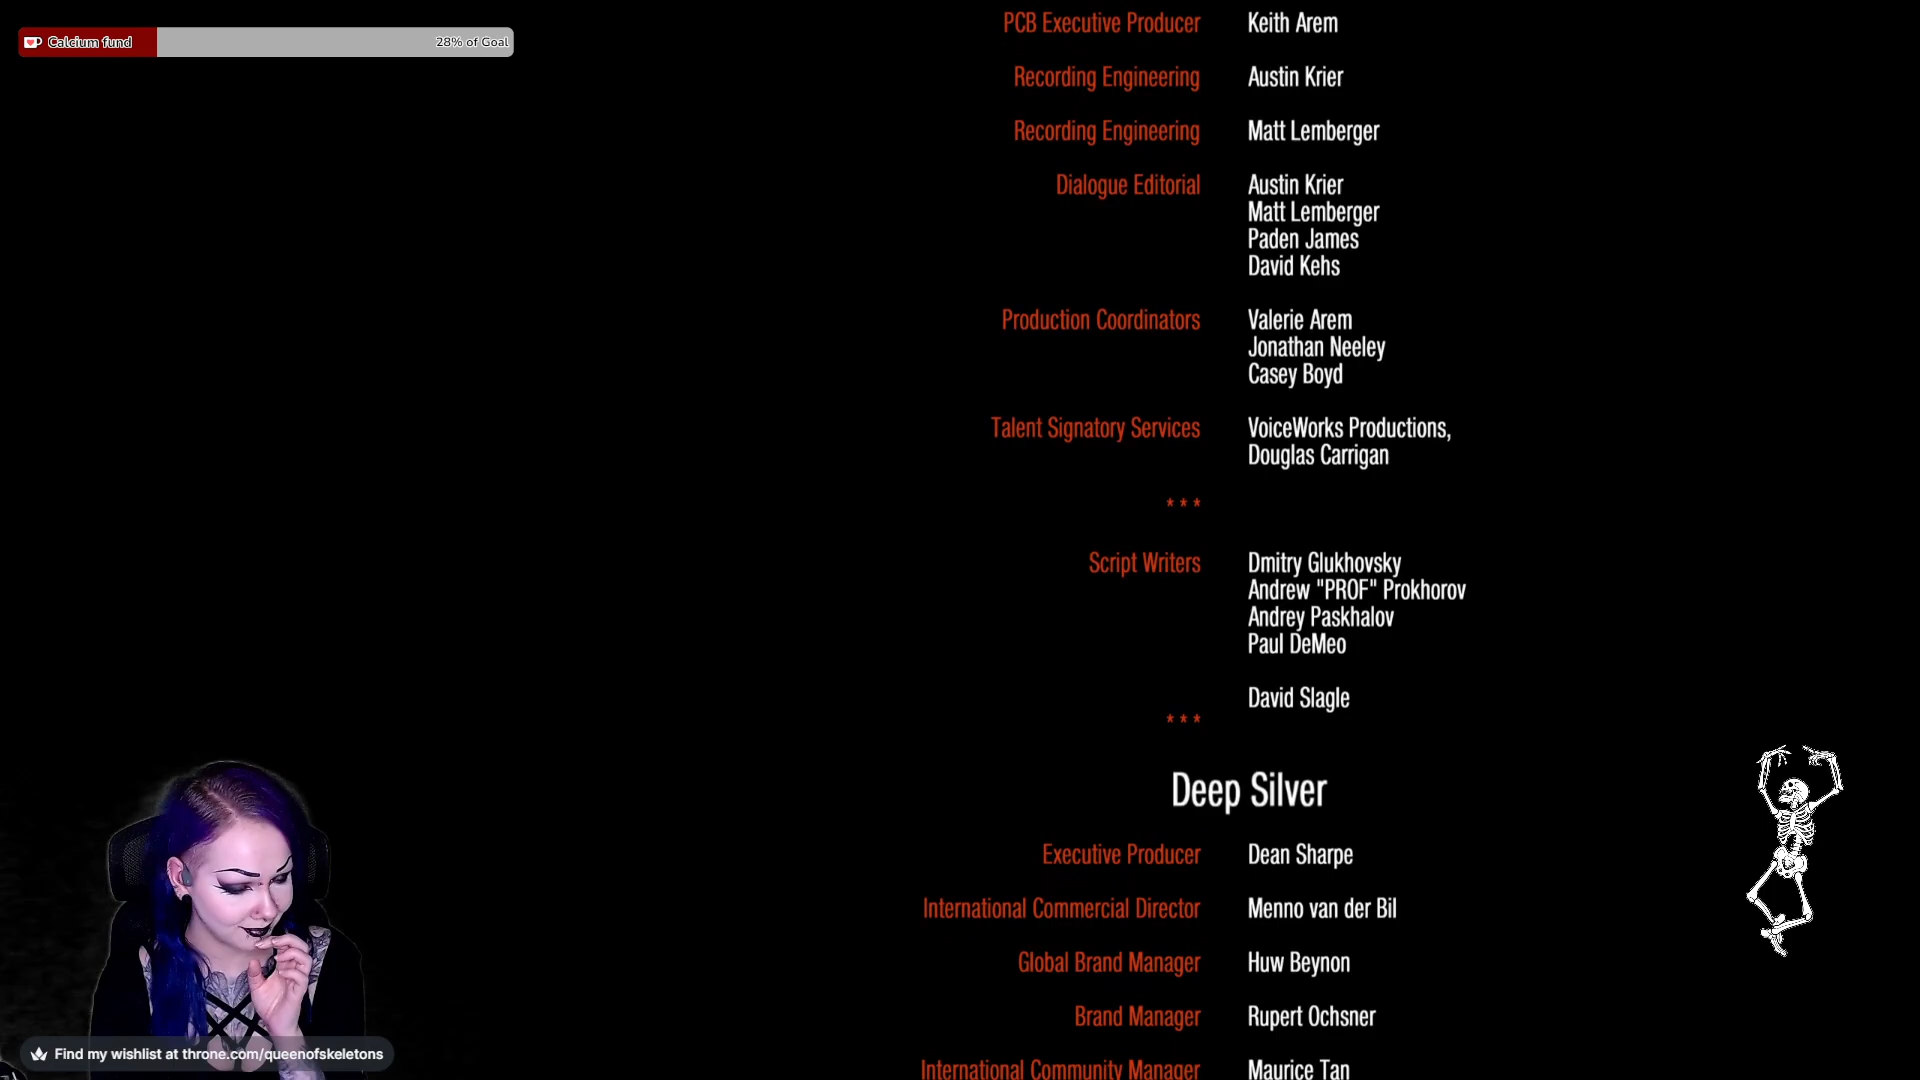 Calcium fund 28% of Goal
PCB Executive Producer Keith Arem
Recording Engineering Austin Krier
Recording Engineering Matt Lemberger
Dialogue Editorial Austin Krier
Matt Lemberger
Paden James
David Kehs
Production Coordinators Valerie Arem
Jonathan Neeley
Casey Boyd
Talent Signatory Services VoiceWorks Productions,
Douglas Carrigan
* * *
Script Writers Dmitry Glukhovsky
Andrew "PROF" Prokhorov
Andrey Paskhalov
Paul DeMeo
David Slagle
* * *
Deep Silver
Executive Producer Dean Sharpe
International Commercial Director Menno van der Bil
Global Brand Manager Huw Beynon
Brand Manager Rupert Ochsner
International Community Manager Maurice Tan
Find my wishlist at throne.com/queenofskeletons